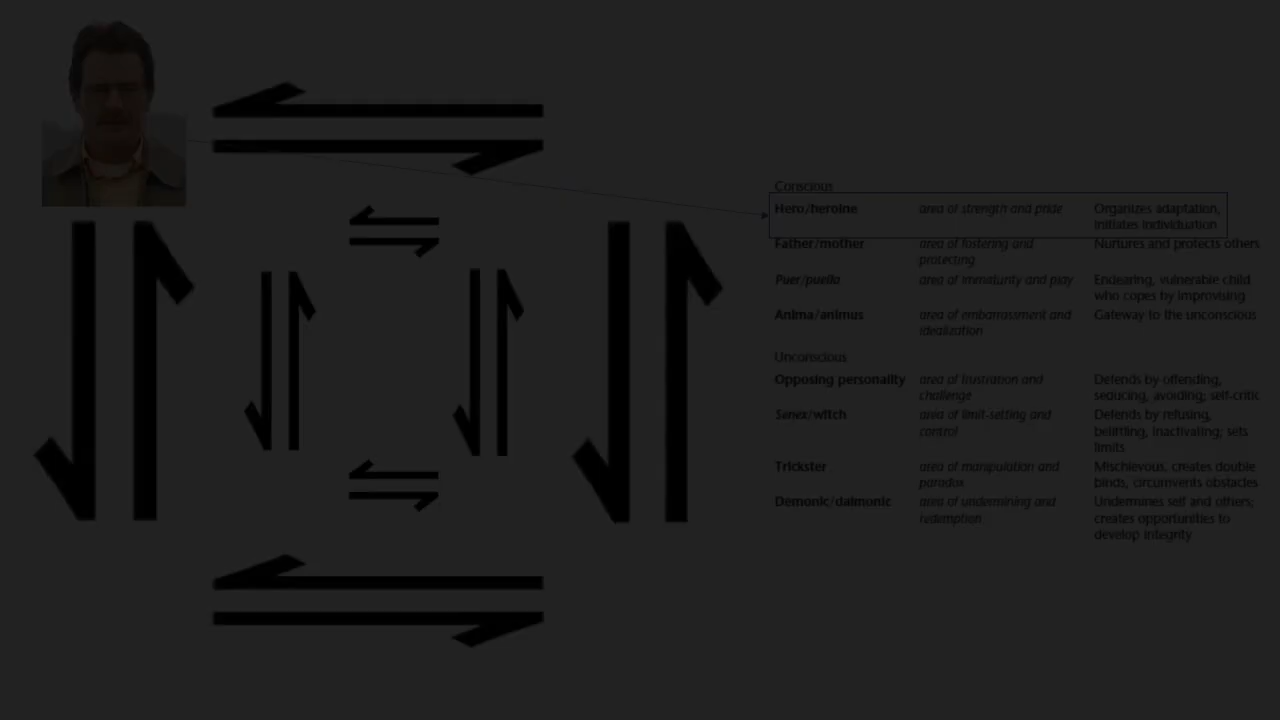 Conscious
Hero/heroine area of strength and pride Organizes adaptation,
initiates individuation
Father/mother area of fostering and Nurtures and protects others
protecting
Puer/puella area of immaturity and play Endearing, vulnerable child
who copes by improvising
Anima/animus area of embarrassment and Gateway to the unconscious
idealization
Unconscious
Opposing personality area of frustration and Defends by offending,
challenge seducing, avoiding; self-critic
Senex/witch area of limit-setting and Defends by refusing,
control belittling, inactivating; sets
limits
Trickster area of manipulation and Mischievous, creates double
paradox binds, circumvents obstacles
Demonic/daimonic area of undermining and Undermines self and others;
redemption creates opportunities to
develop integrity